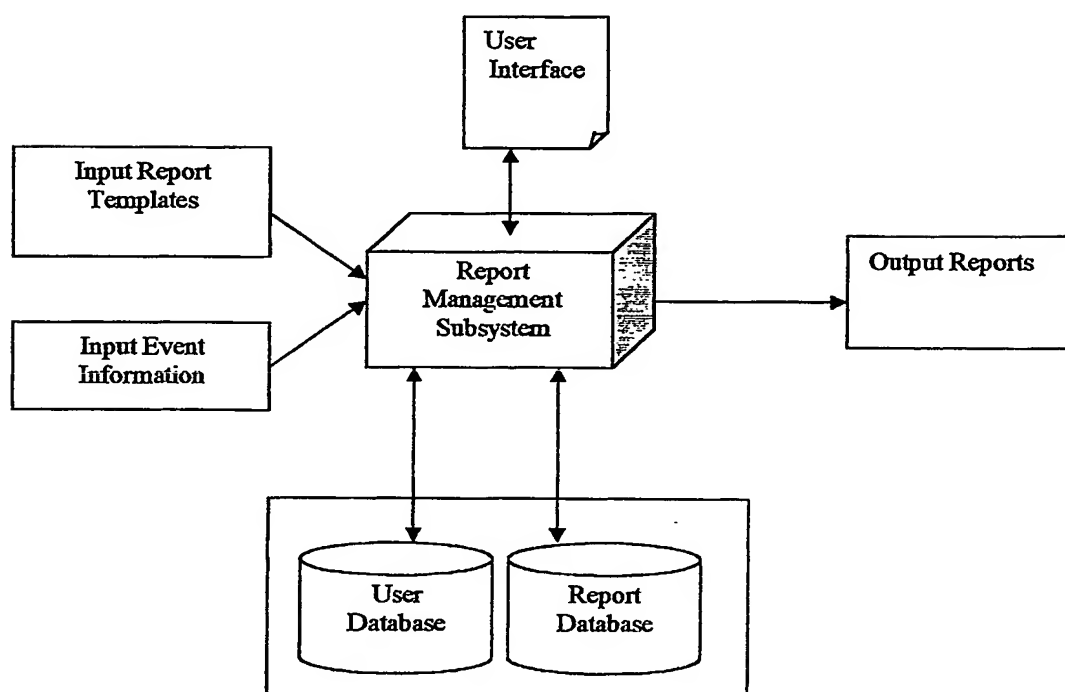 User
Interface
Input Report
Templates
Report
Management
Subsystem
Output Reports
Input Event
Information
User
Database
Report
Database